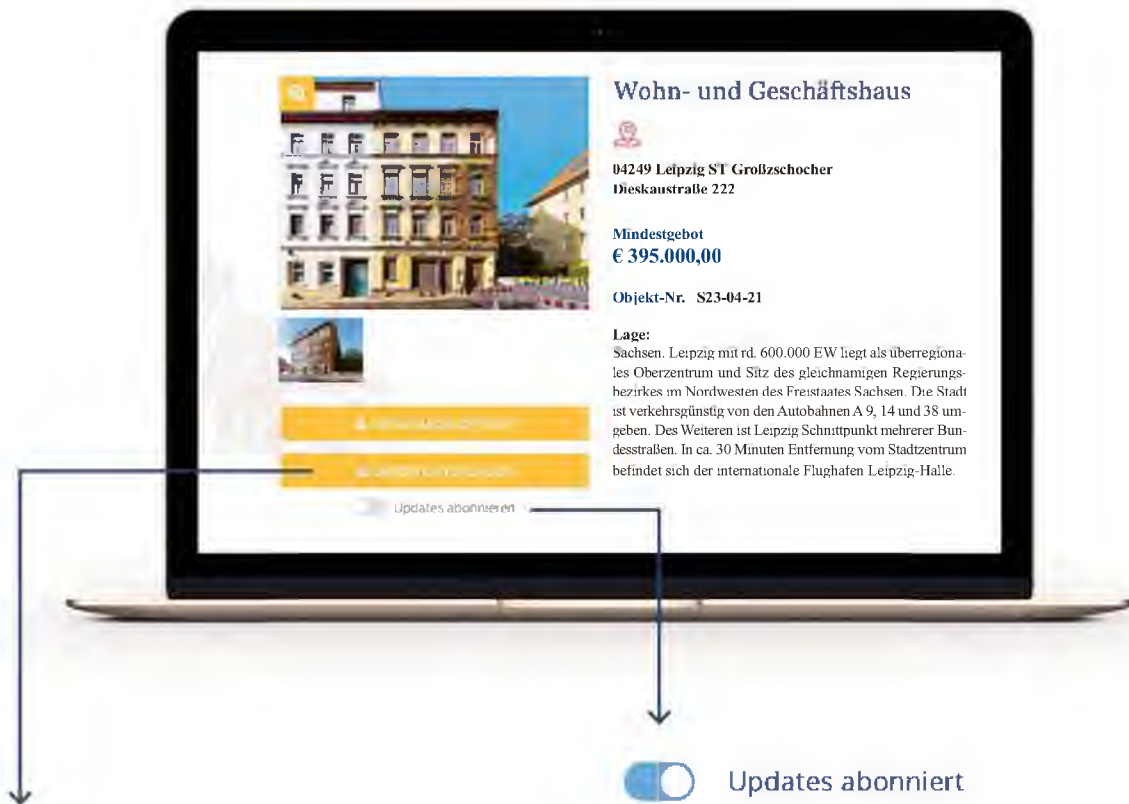 Wohn- und Geschäftshaus
04249 Leipzig ST Großzschocher
Dieskaustraße 222
Mindestgebot
€ 395.000,00
Objekt-Nr. S23-04-21
Lage:
Sachsen. Leipzig mit rd. 600.000 EW liegt als überregiona-
les Oberzentrum und Sitz des gleichnamigen Regierungs-
bezirkes im Nordwesten des Freistaates Sachsen. Die Stadt
ist verkehrsgünstig von den Autobahnen A 9, 14 und 38 um-
geben. Des Weiteren ist Leipzig Schnittpunkt mehrerer Bun-
desstraßen. In ca. 30 Minuten Entfernung vom Stadtzentrum
befindet sich der internationale Flughafen Leipzig-Halle.
Updates abonnieren
Updates abonniert